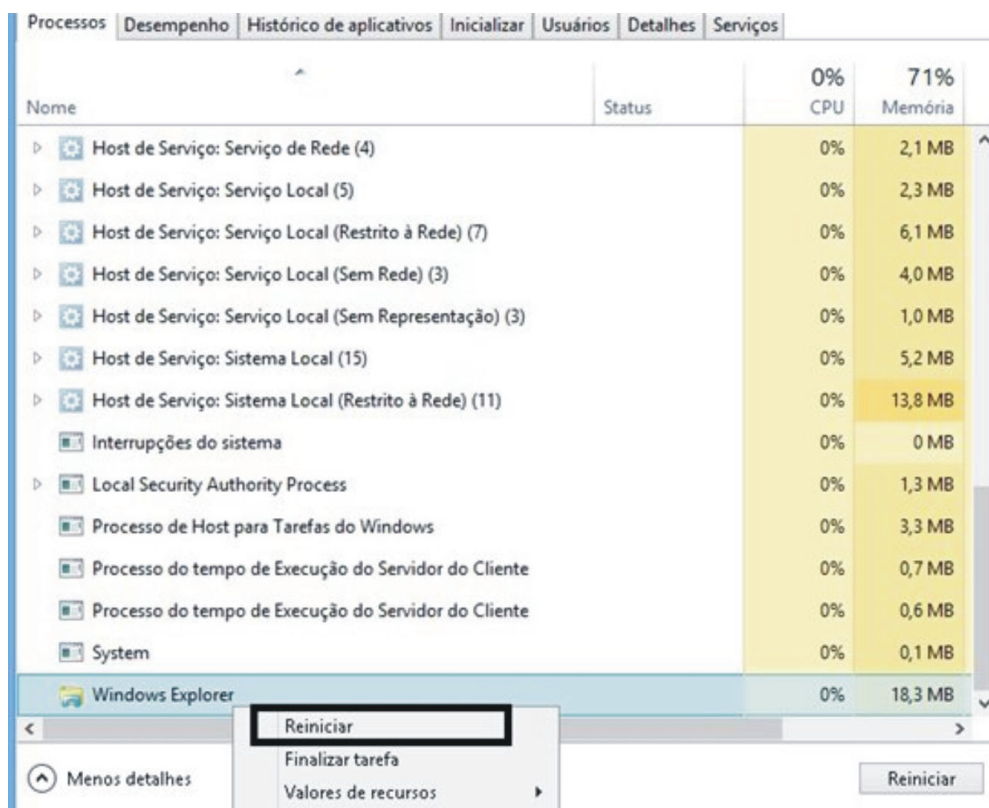 Processos Desempenho Histórico de aplicativos Inicializar Usuários Detalhes Serviços
0% 71%
Nome Status CPU Memória
Host de Serviço: Serviço de Rede (4) 0% 2,1 MB
Host de Serviço: Serviço Local (5) 0% 2,3 MB
Host de Serviço: Serviço Local (Restrito à Rede) (7) 0% 6,1 MB
Host de Serviço: Serviço Local (Sem Rede) (3) 0% 4,0 MB
Host de Serviço: Serviço Local (Sem Representação) (3) 0% 1,0 MB
Host de Serviço: Sistema Local (15) 0% 5,2 MB
Host de Serviço: Sistema Local (Restrito à Rede) (11) 0% 13,8 MB
Interrupções do sistema 0% 0 MB
Local Security Authority Process 0% 1,3 MB
Processo de Host para Tarefas do Windows 0% 3,3 MB
Processo do tempo de Execução do Servidor do Cliente 0% 0,7 MB
Processo do tempo de Execução do Servidor do Cliente 0% 0,6 MB
System 0% 0,1 MB
Windows Explorer 0% 18,3 MB
Reiniciar
Finalizar tarefa
Menos detalhes Reiniciar
Valores de recursos